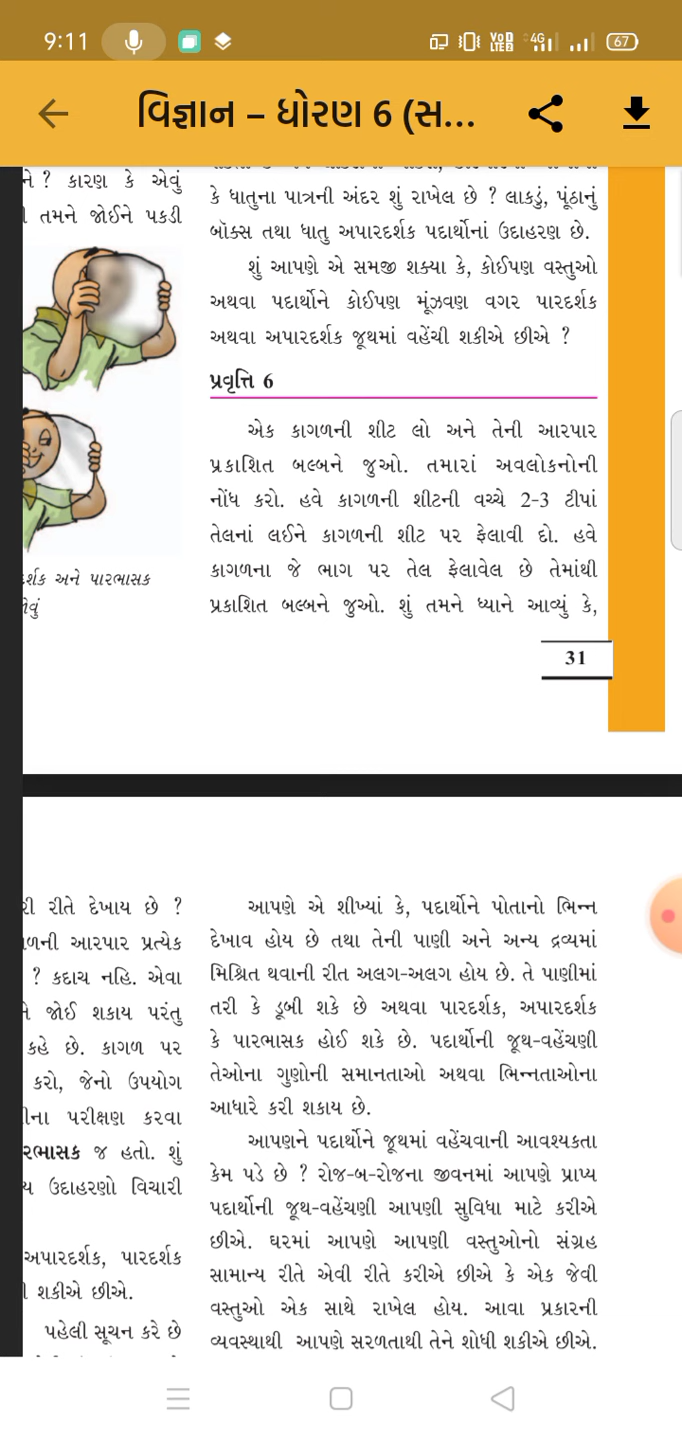 9:11
VoD LTE2 4G 67
વિજ્ઞાન – ધોરણ 6 (સ...
ને ? કારણ કે એવું
તમને જોઈને પકડી
ર્શક અને પારભાસક
વું
કે ધાતુના પાત્રની અંદર શું રાખેલ છે ? લાકડું, પૂંઠાનું
બૉક્સ તથા ધાતુ અપારદર્શક પદાર્થોનાં ઉદાહરણ છે.
શું આપણે એ સમજી શક્યા કે, કોઈપણ વસ્તુઓ
અથવા પદાર્થોને કોઈપણ મૂંઝવણ વગર પારદર્શક
અથવા અપારદર્શક જૂથમાં વહેંચી શકીએ છીએ ?
પ્રવૃત્તિ 6
એક કાગળની શીટ લો અને તેની આરપાર
પ્રકાશિત બલ્બને જુઓ. તમારાં અવલોકનોની
નોંધ કરો. હવે કાગળની શીટની વચ્ચે 2-3 ટીપાં
તેલનાં લઈને કાગળની શીટ પર ફેલાવી દો. હવે
કાગળના જે ભાગ પર તેલ ફેલાવેલ છે તેમાંથી
પ્રકાશિત બલ્બને જુઓ. શું તમને ધ્યાને આવ્યું કે,
31
રી રીતે દેખાય છે ?
ળની આરપાર પ્રત્યેક
? કદાચ નહિ. એવા
જોઈ શકાય પરંતુ
કહે છે. કાગળ પર
કરો, જેનો ઉપયોગ
ના પરીક્ષણ કરવા
રભાસક જ હતો. શું
ય ઉદાહરણો વિચારી
અપારદર્શક, પારદર્શક
શકીએ છીએ.
પહેલી સૂચન કરે છે
આપણે એ શીખ્યાં કે, પદાર્થોને પોતાનો ભિન્ન
દેખાવ હોય છે તથા તેની પાણી અને અન્ય દ્રવ્યમાં
મિશ્રિત થવાની રીત અલગ-અલગ હોય છે. તે પાણીમાં
તરી કે ડૂબી શકે છે અથવા પારદર્શક, અપારદર્શક
કે પારભાસક હોઈ શકે છે. પદાર્થોની જૂથ-વહેંચણી
તેઓના ગુણોની સમાનતાઓ અથવા ભિન્નતાઓના
આધારે કરી શકાય છે.
આપણને પદાર્થોને જૂથમાં વહેંચવાની આવશ્યકતા
કેમ પડે છે ? રોજ-બ-રોજના જીવનમાં આપણે પ્રાપ્ય
પદાર્થોની જૂથ-વહેંચણી આપણી સુવિધા માટે કરીએ
છીએ. ઘરમાં આપણે આપણી વસ્તુઓનો સંગ્રહ
સામાન્ય રીતે એવી રીતે કરીએ છીએ કે એક જેવી
વસ્તુઓ એક સાથે રાખેલ હોય. આવા પ્રકારની
વ્યવસ્થાથી આપણે સરળતાથી તેને શોધી શકીએ છીએ.